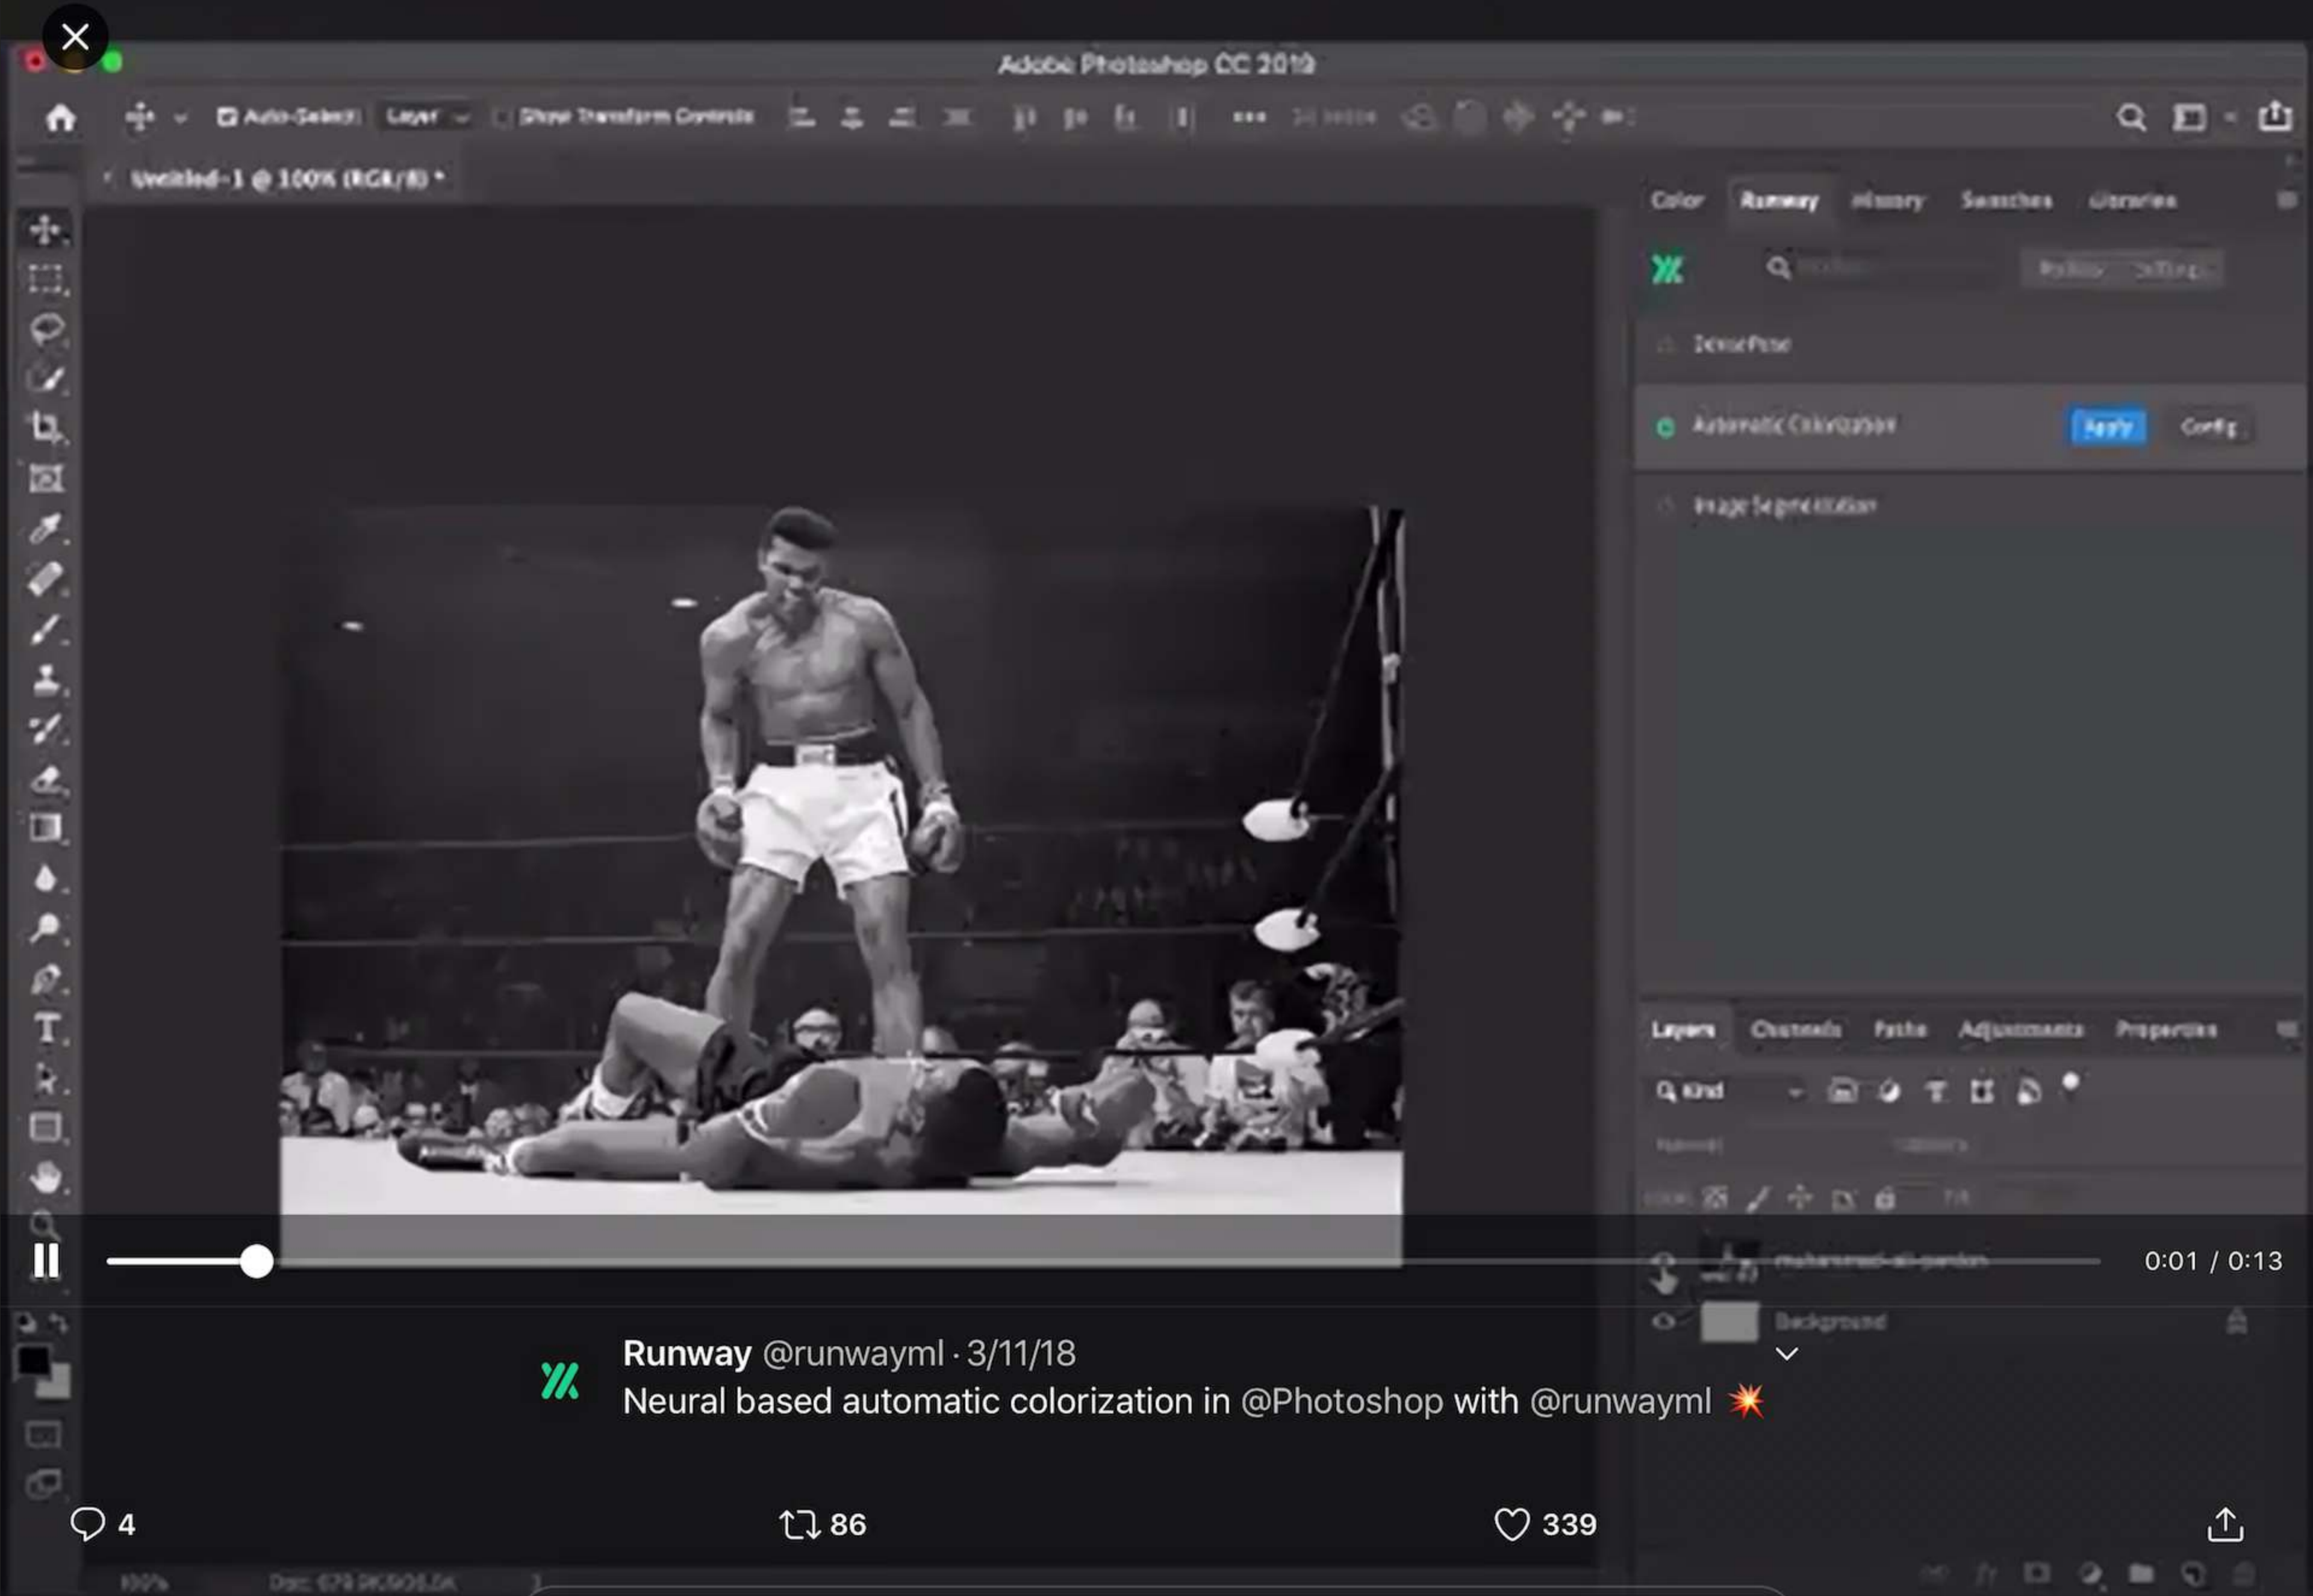 Adobe Photoshop CC 2019
Auto-Select: Layer Show Transform Controls
Untitled-1 @ 100% (RGB/8) *
Color Runway History Swatches Libraries
DensePose
Automatic Colorization Apply Config
Image Segmentation
Layers Channels Paths Adjustments Properties
Kind
Normal
0:01 / 0:13
Background
Runway @runwayml · 3/11/18
Neural based automatic colorization in @Photoshop with @runwayml 💥
4 86 339
100%